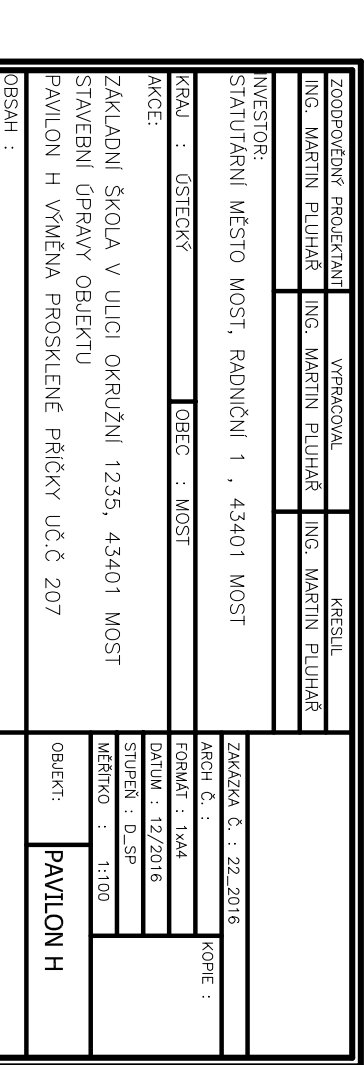 ZOODPOVĚDNÝ PROJEKTANT
VYPRACOVAL
KRESLIL
ING. MARTIN PLUHAŘ
ING. MARTIN PLUHAŘ
ING. MARTIN PLUHAŘ
INVESTOR:
STATUTÁRNÍ MĚSTO MOST, RADNIČNÍ 1 , 43401 MOST
KRAJ : ÚSTECKÝ
OBEC : MOST
AKCE:
ZÁKLADNÍ ŠKOLA V ULICI OKRUŽNÍ 1235, 43401 MOST
STAVEBNÍ ÚPRAVY OBJEKTU
PAVILON H VÝMĚNA PROSKLENÉ PŘÍČKY UČ.Č 207
OBSAH :
ZAKÁZKA Č. : 22_2016
ARCH Č. :
KOPIE :
FORMÁT : 1xA4
DATUM : 12/2016
STUPEŇ : D_SP
MĚŘÍTKO : 1:100
OBJEKT:
PAVILON H